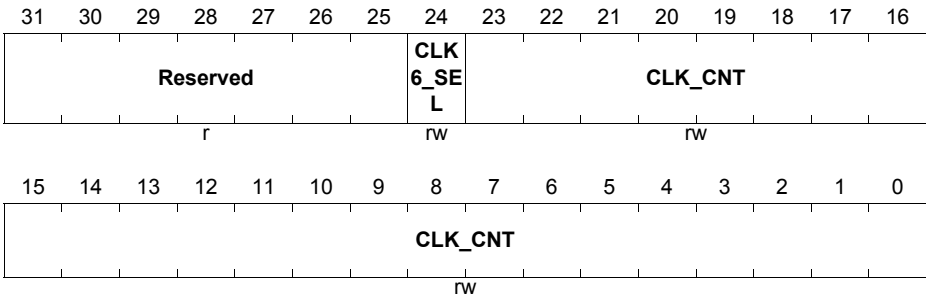 31 30 29 28 27 26 25 24 23 22 21 20 19 18 17 16
Reserved
CLK
6_SE
L
CLK_CNT
r rw rw
15 14 13 12 11 10 9 8 7 6 5 4 3 2 1 0
CLK_CNT
rw